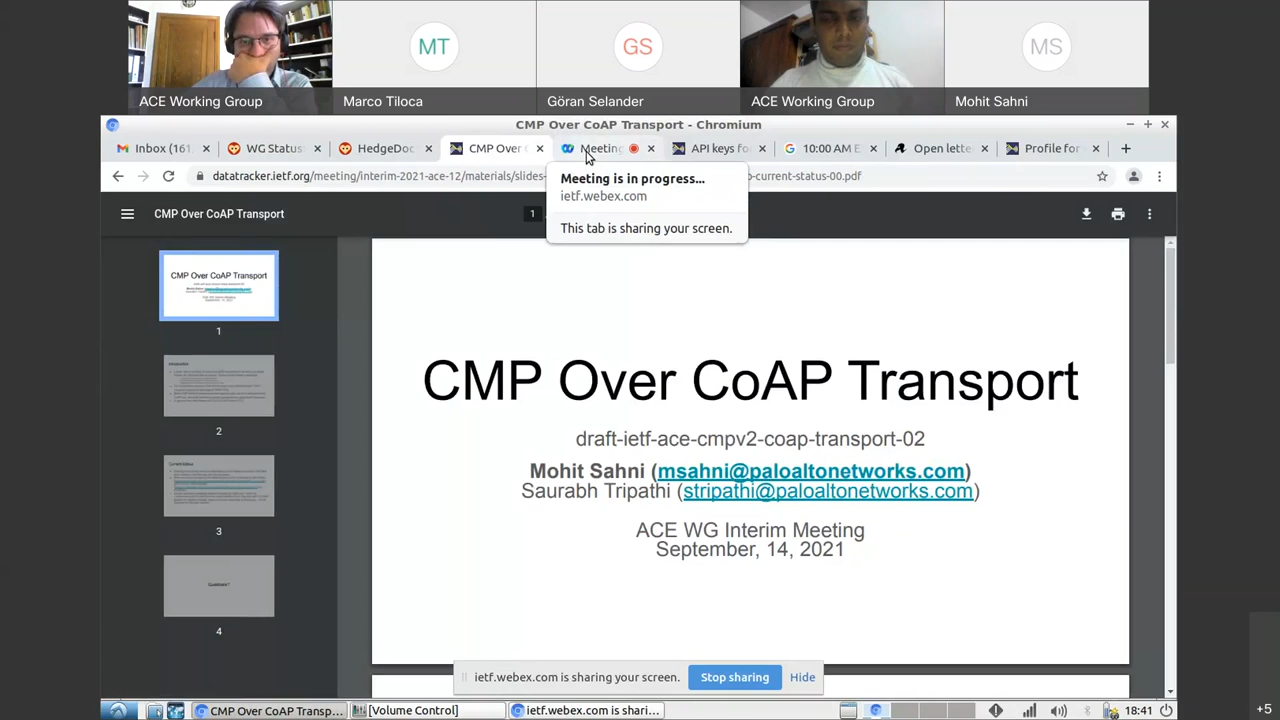 MT
GS
MS
ACE Working Group
Marco Tiloca
Göran Selander
ACE Working Group
Mohit Sahni
CMP Over CoAP Transport - Chromium
Inbox (161
WG Status
HedgeDoc
CMP Over
Meeting
API keys fo
10:00 AM E
Open lette
Profile for
datatracker.ietf.org/meeting/interim-2021-ace-12/materials/slides-
o-current-status-00.pdf
Meeting is in progress...
ietf.webex.com
This tab is sharing your screen.
CMP Over CoAP Transport
1
CMP Over CoAP Transport
1
2
3
Questions?
4
CMP Over CoAP Transport
draft-ietf-ace-cmpv2-coap-transport-02
Mohit Sahni (msahni@paloaltonetworks.com)
Saurabh Tripathi (stripathi@paloaltonetworks.com)
ACE WG Interim Meeting
September, 14, 2021
ietf.webex.com is sharing your screen.
Stop sharing
Hide
CMP Over CoAP Transp...
[Volume Control]
ietf.webex.com is shari...
18:41
+5